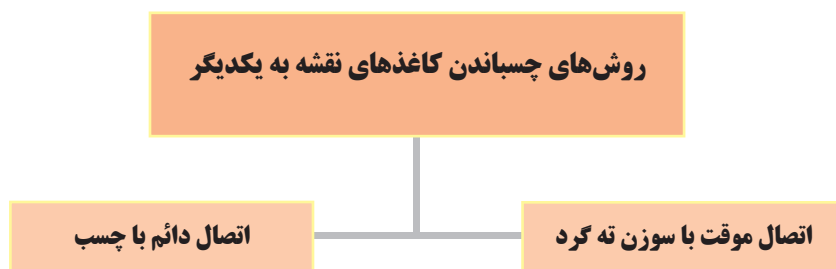 روش‌های چسباندن کاغذهای نقشه به یکدیگر
اتصال موقت با سوزن ته گرد
اتصال دائم با چسب